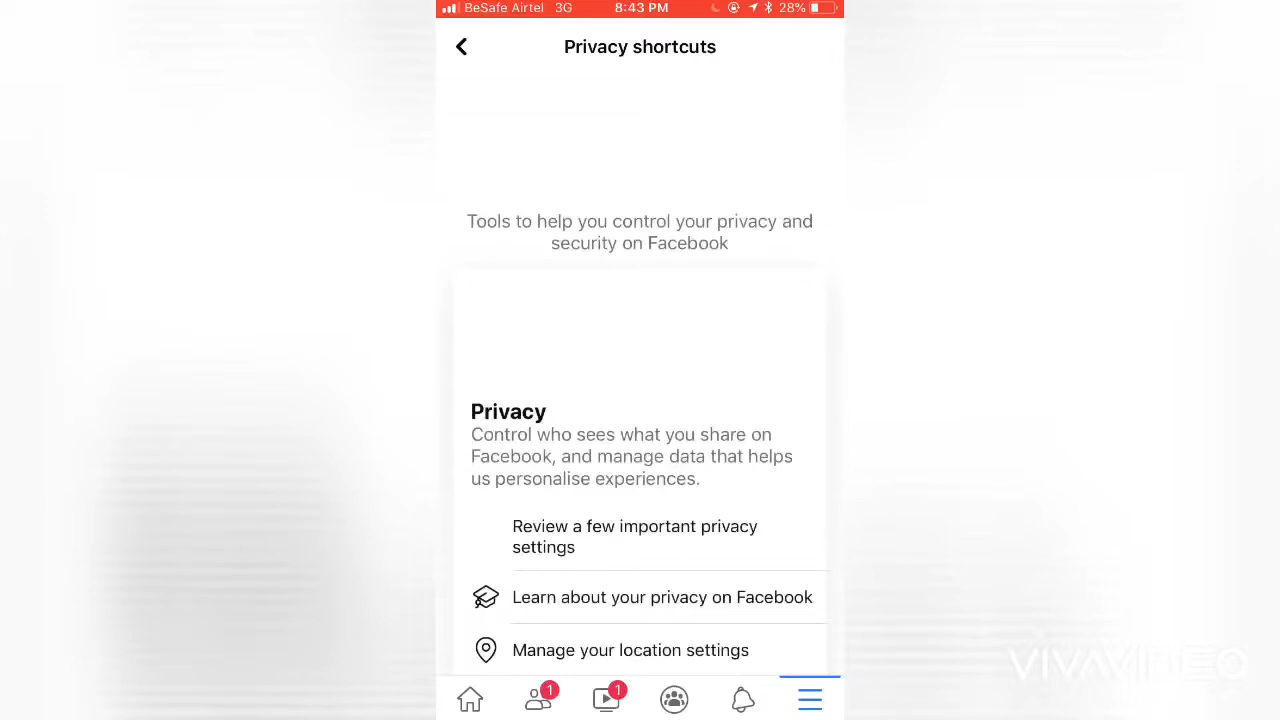 BeSafe Airtel 3G 8:43 PM 28%
Privacy shortcuts
Tools to help you control your privacy and
security on Facebook
Privacy
Control who sees what you share on
Facebook, and manage data that helps
us personalise experiences.
Review a few important privacy
settings
Learn about your privacy on Facebook
Manage your location settings
1 1
VIVAVIDEO